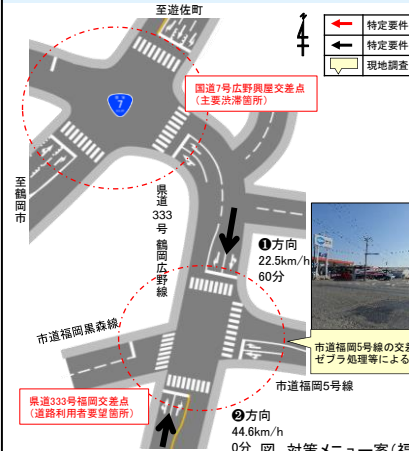 至遊佐町
特定要件
特定要件
現地調査
国道7号広野興屋交差点
（主要渋滞箇所）
7
至鶴岡市
県道333号 鶴岡広野線
❶方向
22.5km/h
60分
市道福岡黒森線
市道福岡5号線の交差
ゼブラ処理等による
市道福岡5号線
県道333号福岡交差点
（道路利用者要望箇所）
❷方向
44.6km/h
0分
図 対策メニュー案（福